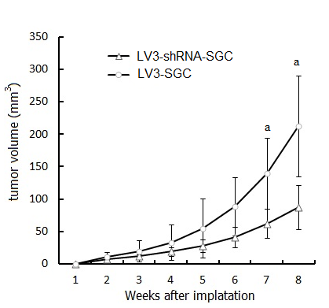 350
300
250
200
150
100
50
0
tumor volume (mm³)
LV3-shRNA-SGC
LV3-SGC
a
a
1 2 3 4 5 6 7 8
Weeks after implatation